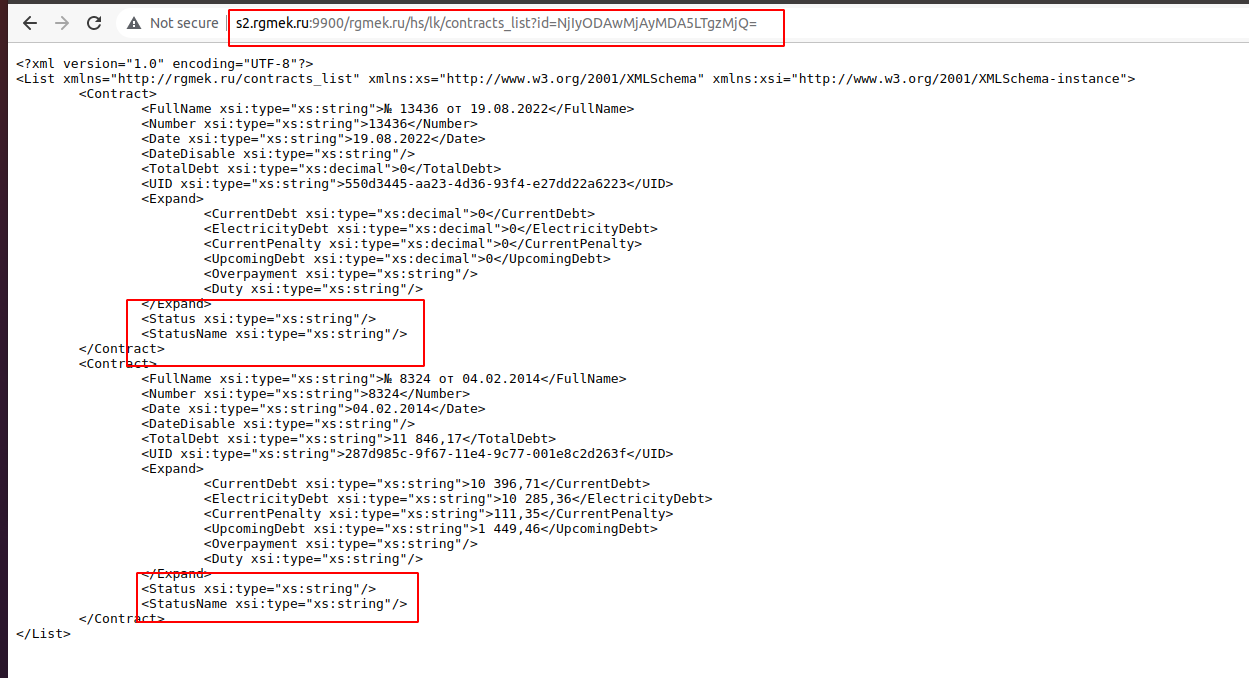 Not secure | s2.rgmek.ru:9900/rgmek.ru/hs/lk/contracts_list?id=NjIyODAwMjAyMDA5LTgzMjQ=
<?xml version="1.0" encoding="UTF-8"?>
<List xmlns="http://rgmek.ru/contracts_list" xmlns:xs="http://www.w3.org/2001/XMLSchema" xmlns:xsi="http://www.w3.org/2001/XMLSchema-instance">
<Contract>
<FullName xsi:type="xs:string">№ 13436 от 19.08.2022</FullName>
<Number xsi:type="xs:string">13436</Number>
<Date xsi:type="xs:string">19.08.2022</Date>
<DateDisable xsi:type="xs:string"/>
<TotalDebt xsi:type="xs:decimal">0</TotalDebt>
<UID xsi:type="xs:string">550d3445-aa23-4d36-93f4-e27dd22a6223</UID>
<Expand>
<CurrentDebt xsi:type="xs:decimal">0</CurrentDebt>
<ElectricityDebt xsi:type="xs:decimal">0</ElectricityDebt>
<CurrentPenalty xsi:type="xs:decimal">0</CurrentPenalty>
<UpcomingDebt xsi:type="xs:decimal">0</UpcomingDebt>
<Overpayment xsi:type="xs:string"/>
<Duty xsi:type="xs:string"/>
</Expand>
<Status xsi:type="xs:string"/>
<StatusName xsi:type="xs:string"/>
</Contract>
<Contract>
<FullName xsi:type="xs:string">№ 8324 от 04.02.2014</FullName>
<Number xsi:type="xs:string">8324</Number>
<Date xsi:type="xs:string">04.02.2014</Date>
<DateDisable xsi:type="xs:string"/>
<TotalDebt xsi:type="xs:string">11 846,17</TotalDebt>
<UID xsi:type="xs:string">287d985c-9f67-11e4-9c77-001e8c2d263f</UID>
<Expand>
<CurrentDebt xsi:type="xs:string">10 396,71</CurrentDebt>
<ElectricityDebt xsi:type="xs:string">10 285,36</ElectricityDebt>
<CurrentPenalty xsi:type="xs:string">111,35</CurrentPenalty>
<UpcomingDebt xsi:type="xs:string">1 449,46</UpcomingDebt>
<Overpayment xsi:type="xs:string"/>
<Duty xsi:type="xs:string"/>
</Expand>
<Status xsi:type="xs:string"/>
<StatusName xsi:type="xs:string"/>
</Contract>
</List>